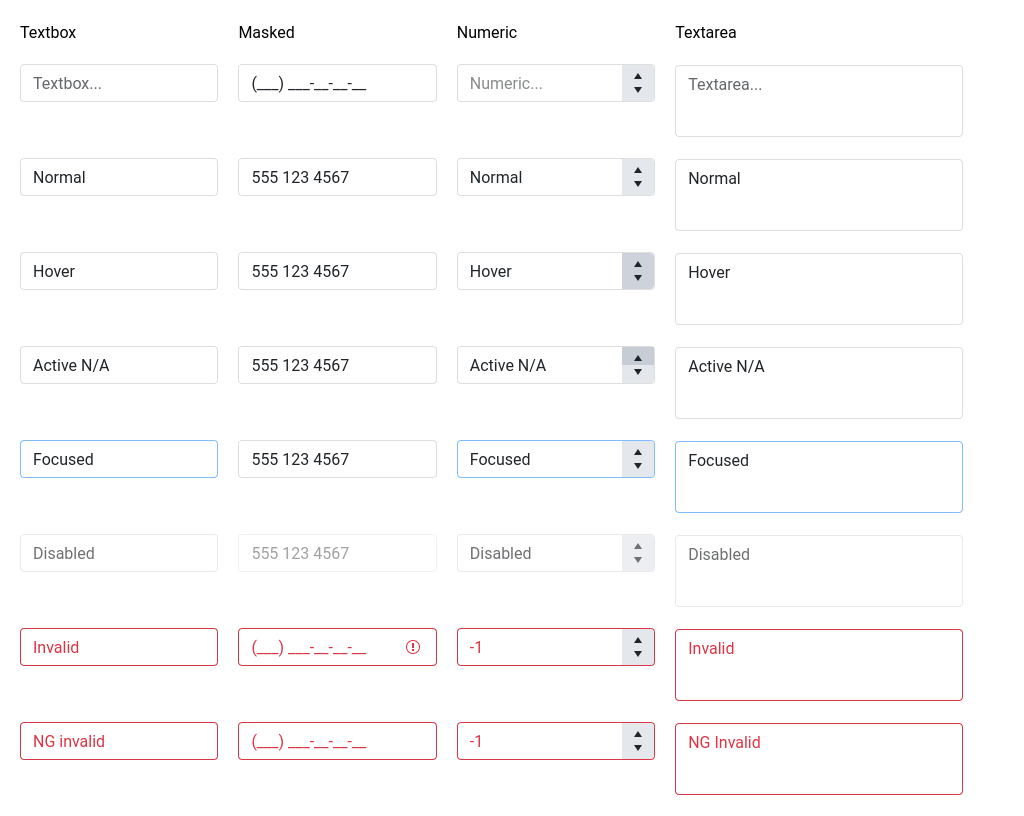 Textbox Masked Numeric Textarea
Textbox... (___) ___-__-__-__ Numeric... Textarea...
Normal 555 123 4567 Normal Normal
Hover 555 123 4567 Hover Hover
Active N/A 555 123 4567 Active N/A Active N/A
Focused 555 123 4567 Focused Focused
Disabled 555 123 4567 Disabled Disabled
Invalid (___) ___-__-__-__ -1 Invalid
NG invalid (___) ___-__-__-__ -1 NG Invalid